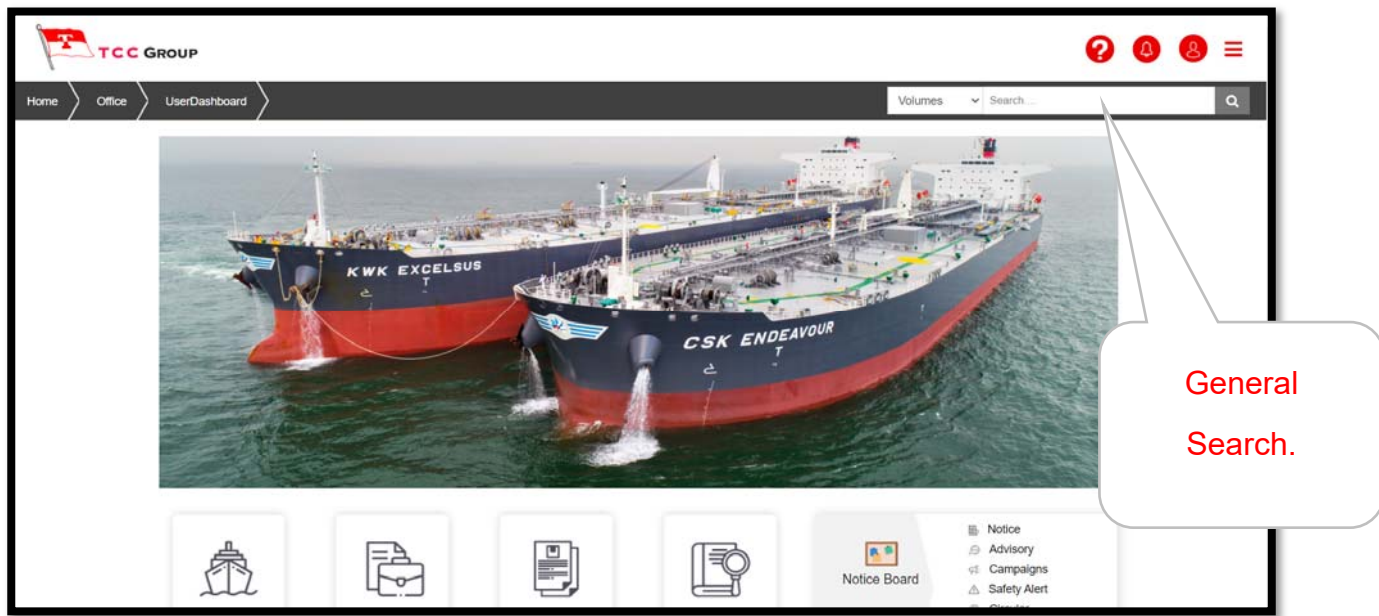 T
TCC GROUP
Home
Office
UserDashboard
Volumes
Search....
KWK EXCELSUS
T
CSK ENDEAVOUR
T
General
Search.
Notice Board
Notice
Advisory
Campaigns
Safety Alert